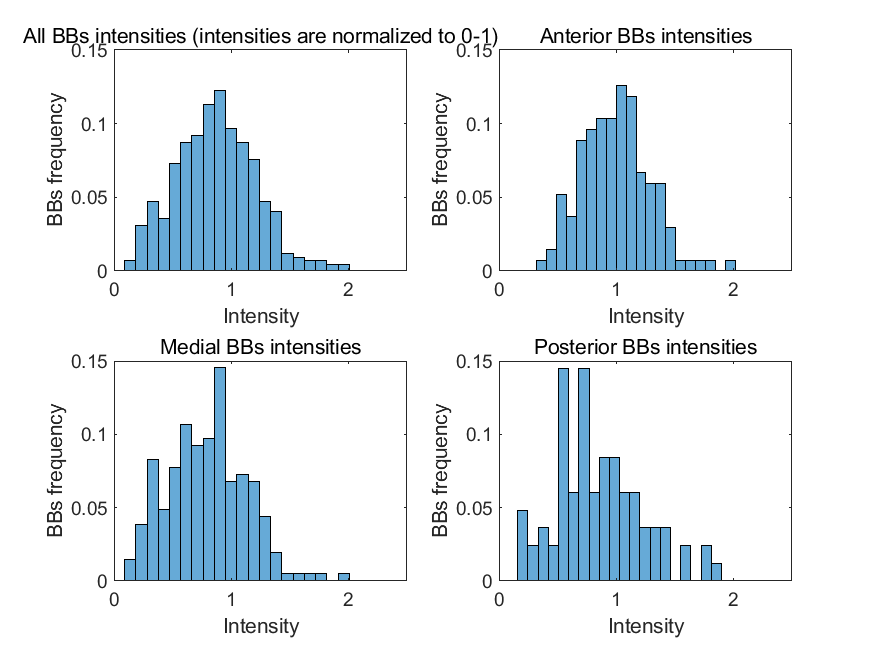 All BBs intensities (intensities are normalized to 0-1)
0.15
0.1
0.05
0
BBs frequency
0 1 2
Intensity
Anterior BBs intensities
0.15
0.1
0.05
0
BBs frequency
0 1 2
Intensity
Medial BBs intensities
0.15
0.1
0.05
0
BBs frequency
0 1 2
Intensity
Posterior BBs intensities
0.15
0.1
0.05
0
BBs frequency
0 1 2
Intensity